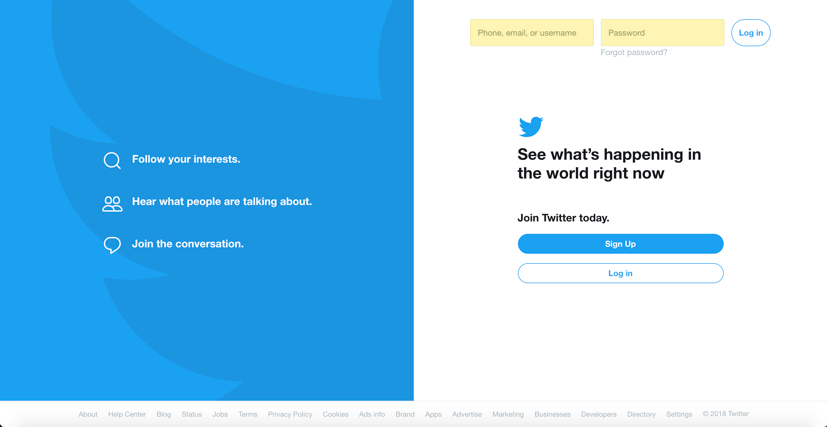 Phone, email, or username
Password
Log in
Forgot password?
Follow your interests.
Hear what people are talking about.
Join the conversation.
See what’s happening in
the world right now
Join Twitter today.
Sign Up
Log in
About Help Center Blog Status Jobs Terms Privacy Policy Cookies Ads info Brand Apps Advertise Marketing Businesses Developers Directory Settings © 2018 Twitter